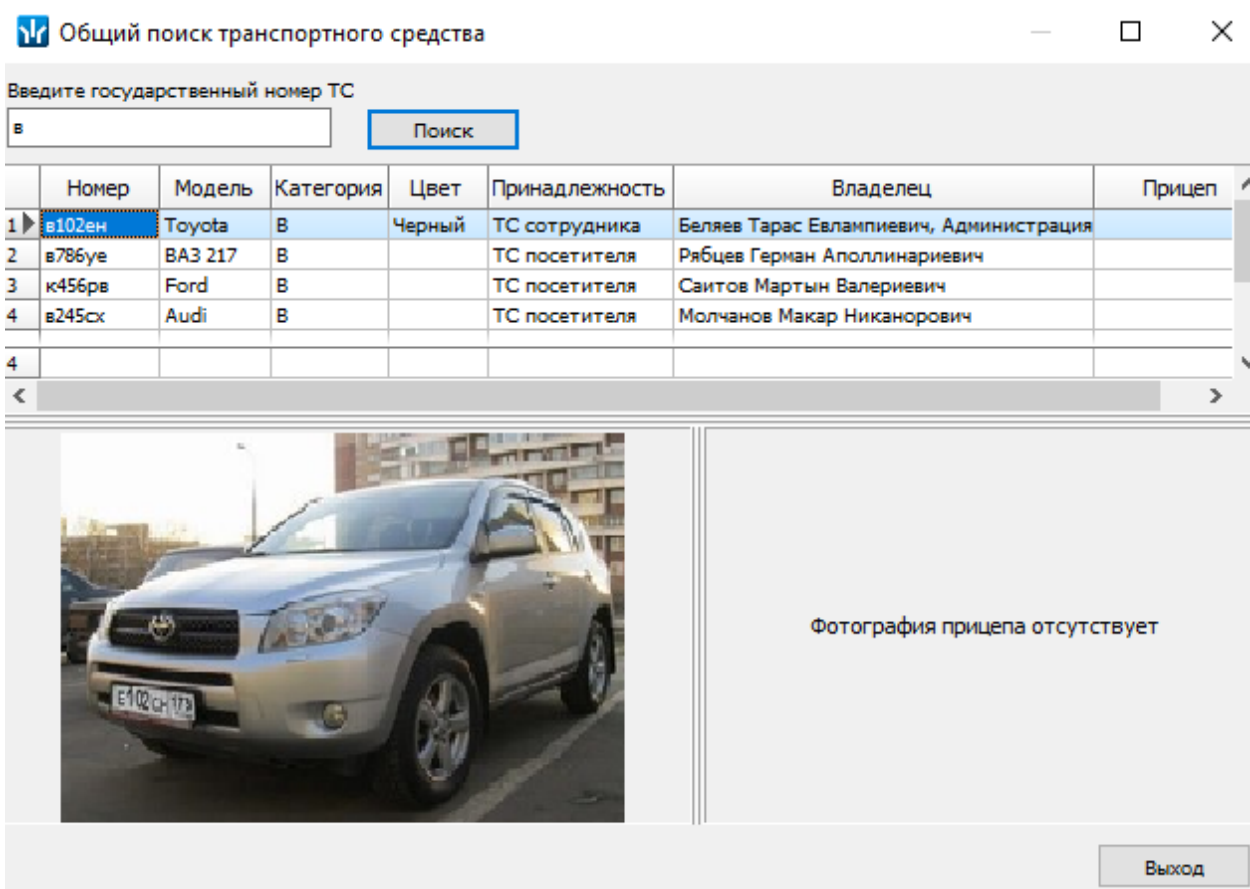 Общий поиск транспортного средства
Введите государственный номер ТС
в
Поиск
Номер Модель Категория Цвет Принадлежность Владелец Прицеп
1 в102ен Toyota B Черный ТС сотрудника Беляев Тарас Евлампиевич, Администрация
2 в786уе ВАЗ 217 B ТС посетителя Рябцев Герман Аполлинариевич
3 к456рв Ford B ТС посетителя Саитов Мартын Валериевич
4 в245сх Audi B ТС посетителя Молчанов Макар Никанорович
4
Е102СН 173
Фотография прицепа отсутствует
Выход